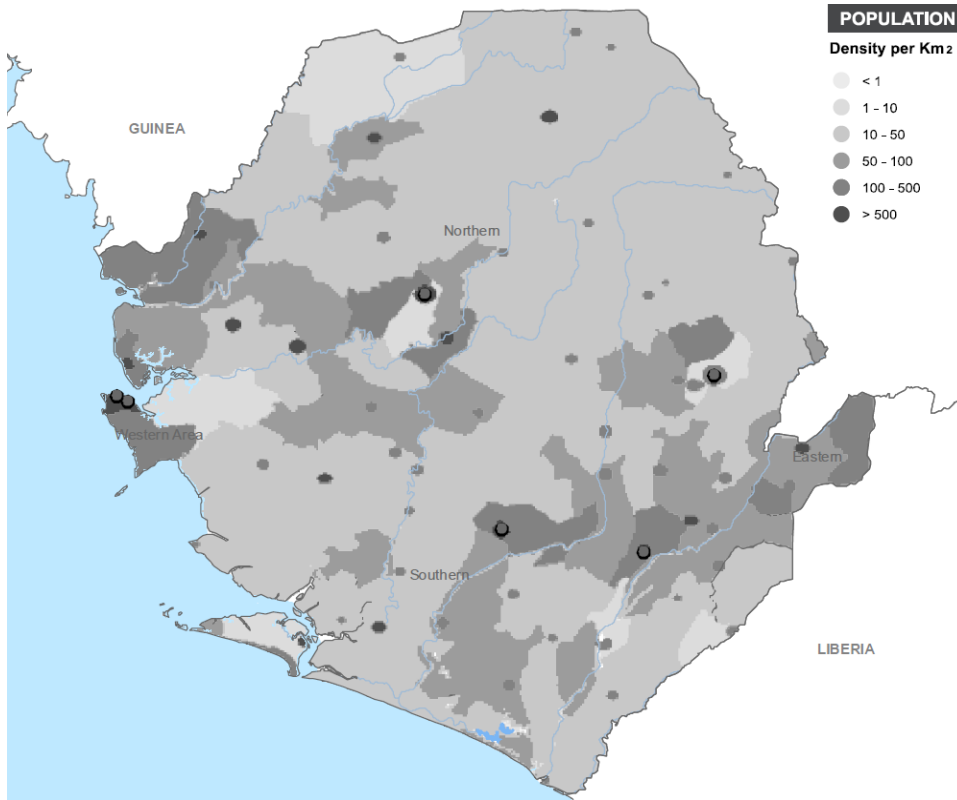 POPULATION
Density per Km2
< 1
1 - 10
10 - 50
50 - 100
100 - 500
> 500
GUINEA
Northern
Western Area
Eastern
Southern
LIBERIA